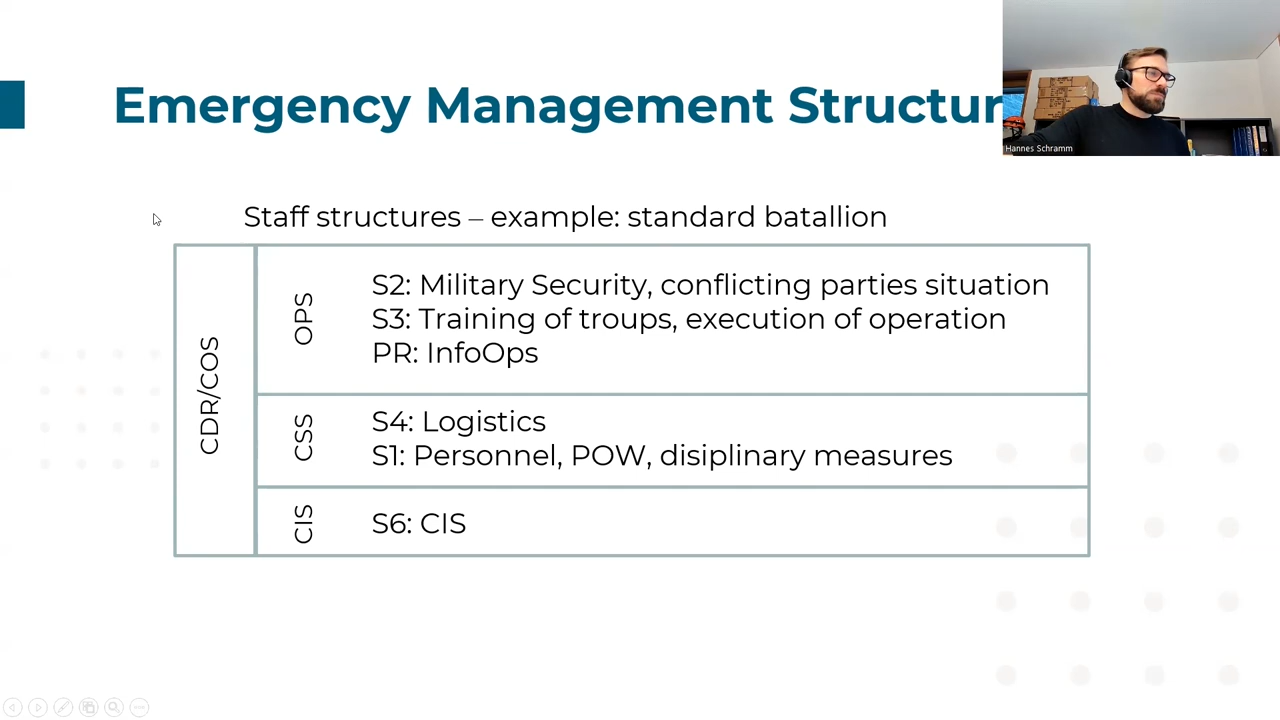 Emergency Management Structur
Hannes Schramm
Staff structures – example: standard batallion
CDR/COS
OPS
S2: Military Security, conflicting parties situation
S3: Training of troups, execution of operation
PR: InfoOps
CSS
S4: Logistics
S1: Personnel, POW, disiplinary measures
CIS
S6: CIS